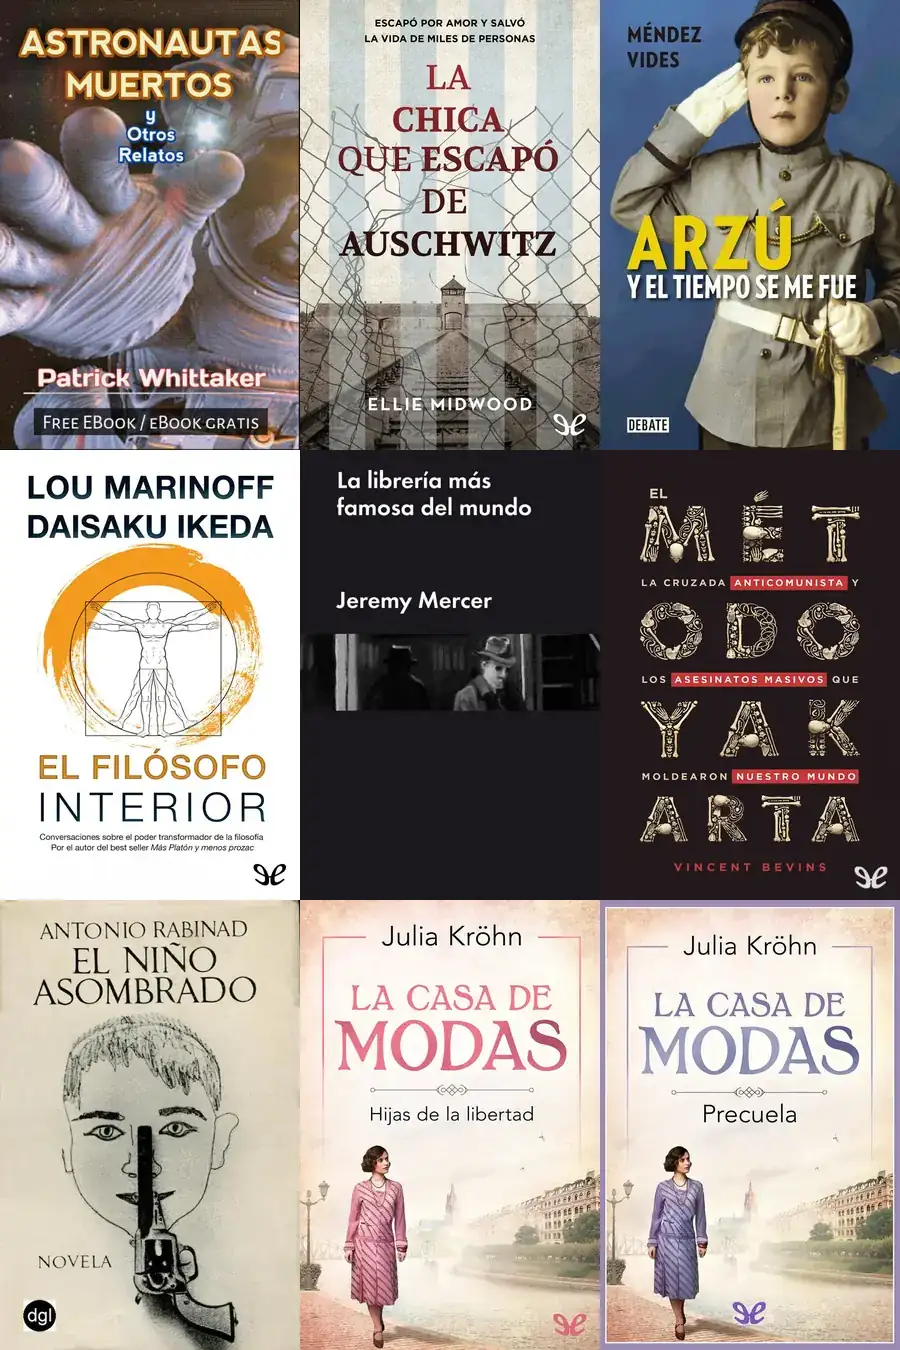 ASTRONAUTAS
MUERTOS
y
Otros
Relatos
Patrick Whittaker
FREE EBOOK / EBOOK GRATIS
ESCAPÓ POR AMOR Y SALVÓ
LA VIDA DE MILES DE PERSONAS
LA
CHICA
QUE ESCAPÓ
DE
AUSCHWITZ
ELLIE MIDWOOD
MÉNDEZ
VIDES
ARZÚ
Y EL TIEMPO SE ME FUE
DEBATE
LOU MARINOFF
DAISAKU IKEDA
EL FILÓSOFO
INTERIOR
Conversaciones sobre el poder transformador de la filosofía
Por el autor del best seller Más Platón y menos prozac
La librería más
famosa del mundo
Jeremy Mercer
EL
MÉT
LA CRUZADA ANTICOMUNISTA Y
ODO
LOS ASESINATOS MASIVOS QUE
YAK
MOLDEARON NUESTRO MUNDO
ARTA
VINCENT BEVINS
ANTONIO RABINAD
EL NIÑO
ASOMBRADO
NOVELA
dgl
Julia Kröhn
LA CASA DE
MODAS
Hijas de la libertad
Julia Kröhn
LA CASA DE
MODAS
Precuela